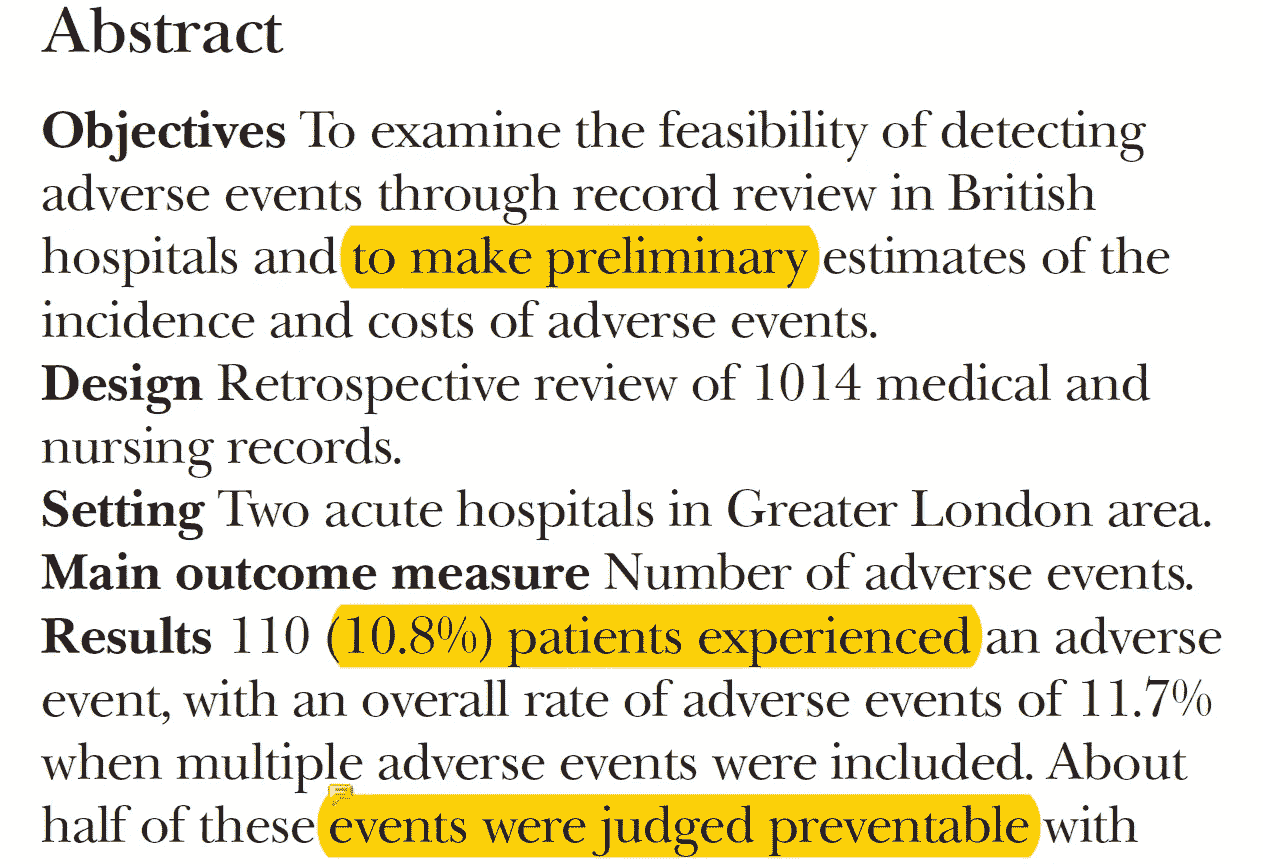 Abstract
Objectives To examine the feasibility of detecting
adverse events through record review in British
hospitals and to make preliminary estimates of the
incidence and costs of adverse events.
Design Retrospective review of 1014 medical and
nursing records.
Setting Two acute hospitals in Greater London area.
Main outcome measure Number of adverse events.
Results 110 (10.8%) patients experienced an adverse
event, with an overall rate of adverse events of 11.7%
when multiple adverse events were included. About
half of these events were judged preventable with